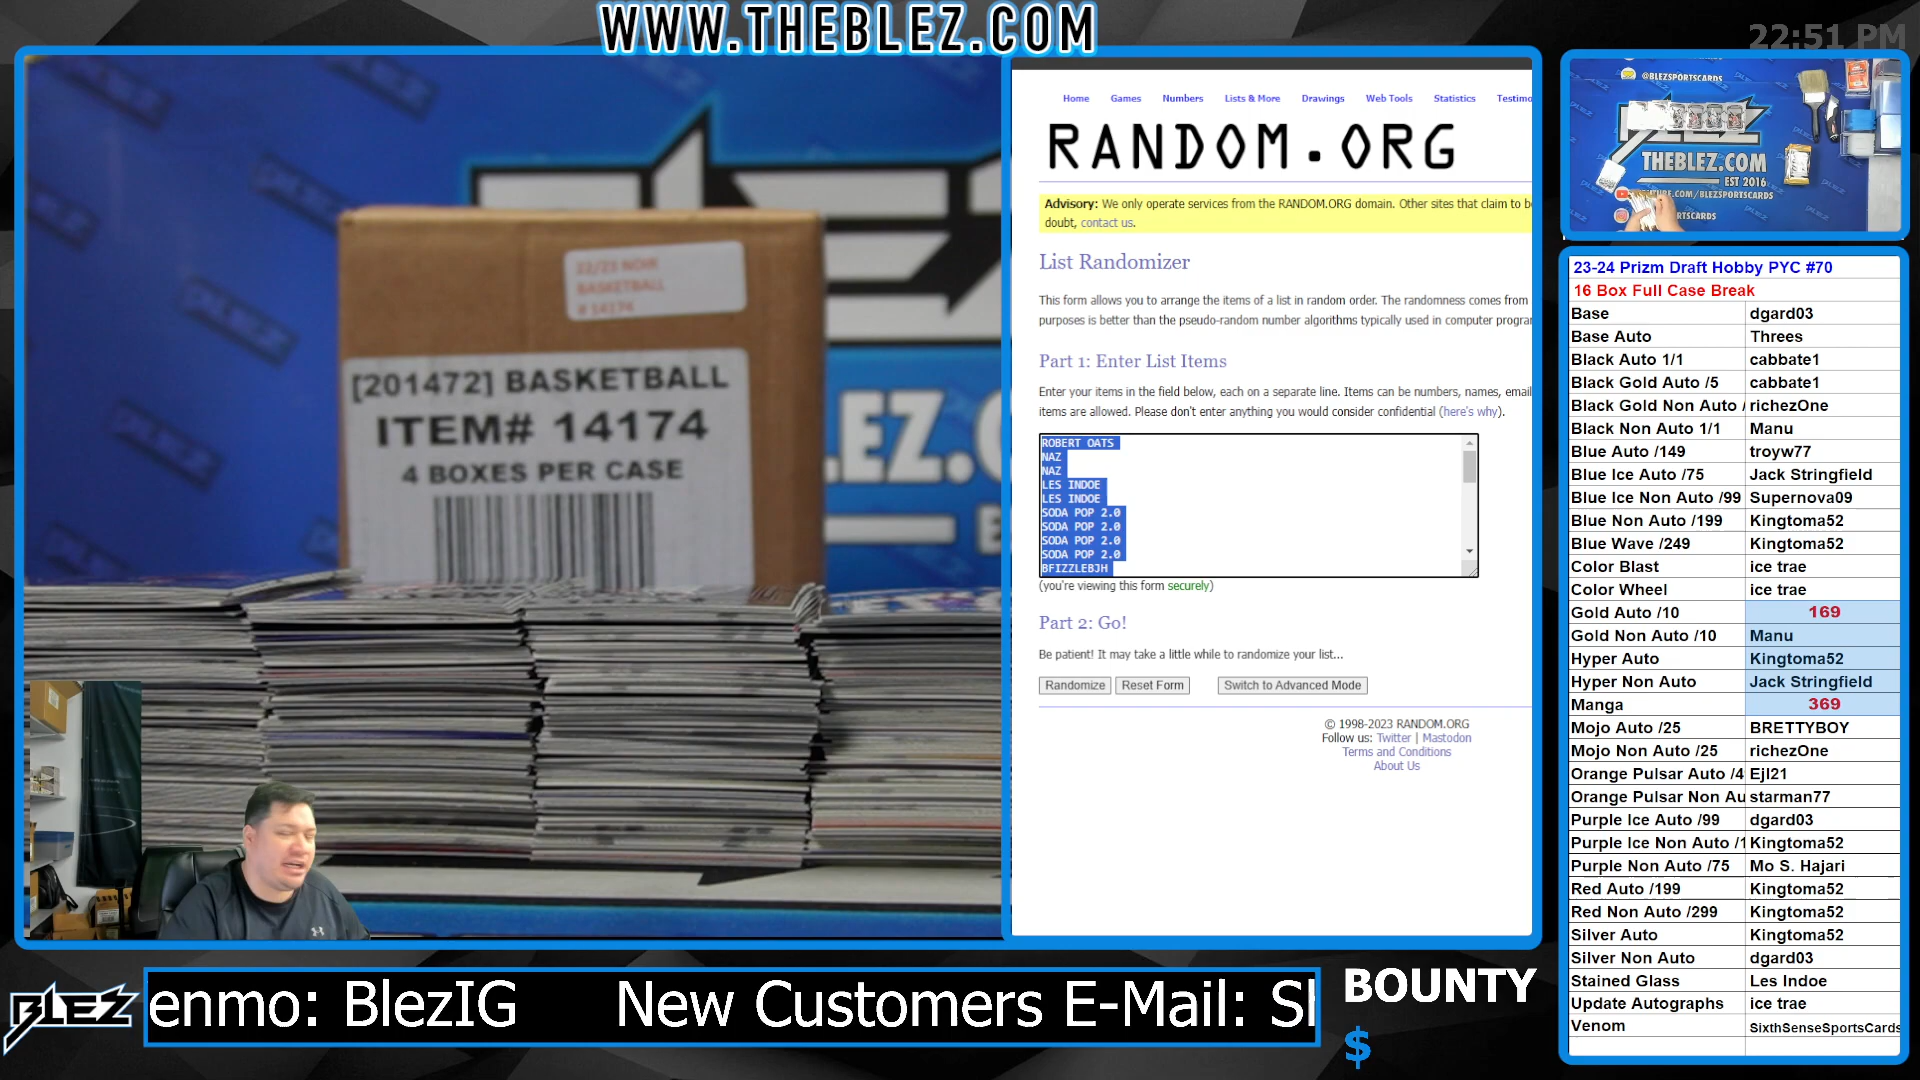 WWW.THEBLEZ.COM
22:51 PM
22/23 NOIR
BASKETBALL
# 14174
[201472] BASKETBALL
ITEM# 14174
4 BOXES PER CASE
Home Games Numbers Lists & More Drawings Web Tools Statistics Testimo
RANDOM.ORG
Advisory: We only operate services from the RANDOM.ORG domain. Other sites that claim to b
doubt, contact us.
List Randomizer
This form allows you to arrange the items of a list in random order. The randomness comes from
purposes is better than the pseudo-random number algorithms typically used in computer progra
Part 1: Enter List Items
Enter your items in the field below, each on a separate line. Items can be numbers, names, email
items are allowed. Please don't enter anything you would consider confidential (here's why).
ROBERT OATS
NAZ
NAZ
LES INDOE
LES INDOE
SODA POP 2.0
SODA POP 2.0
SODA POP 2.0
SODA POP 2.0
BFIZZLEBJH
(you're viewing this form securely)
Part 2: Go!
Be patient! It may take a little while to randomize your list...
Randomize Reset Form Switch to Advanced Mode
© 1998-2023 RANDOM.ORG
Follow us: Twitter | Mastodon
Terms and Conditions
About Us
@BLEZSPORTSCARDS
THEBLEZ.COM
EST 2016
.COM/BLEZSPORTSCARDS
RTSCARDS
23-24 Prizm Draft Hobby PYC #70
16 Box Full Case Break
Base dgard03
Base Auto Threes
Black Auto 1/1 cabbate1
Black Gold Auto /5 cabbate1
Black Gold Non Auto / richezOne
Black Non Auto 1/1 Manu
Blue Auto /149 troyw77
Blue Ice Auto /75 Jack Stringfield
Blue Ice Non Auto /99 Supernova09
Blue Non Auto /199 Kingtoma52
Blue Wave /249 Kingtoma52
Color Blast ice trae
Color Wheel ice trae
Gold Auto /10 169
Gold Non Auto /10 Manu
Hyper Auto Kingtoma52
Hyper Non Auto Jack Stringfield
Manga 369
Mojo Auto /25 BRETTYBOY
Mojo Non Auto /25 richezOne
Orange Pulsar Auto /4 Ejl21
Orange Pulsar Non Au starman77
Purple Ice Auto /99 dgard03
Purple Ice Non Auto /1 Kingtoma52
Purple Non Auto /75 Mo S. Hajari
Red Auto /199 Kingtoma52
Red Non Auto /299 Kingtoma52
Silver Auto Kingtoma52
Silver Non Auto dgard03
Stained Glass Les Indoe
Update Autographs ice trae
Venom SixthSenseSportsCards
BLEZ
enmo: BlezIG New Customers E-Mail: Sl
BOUNTY
$